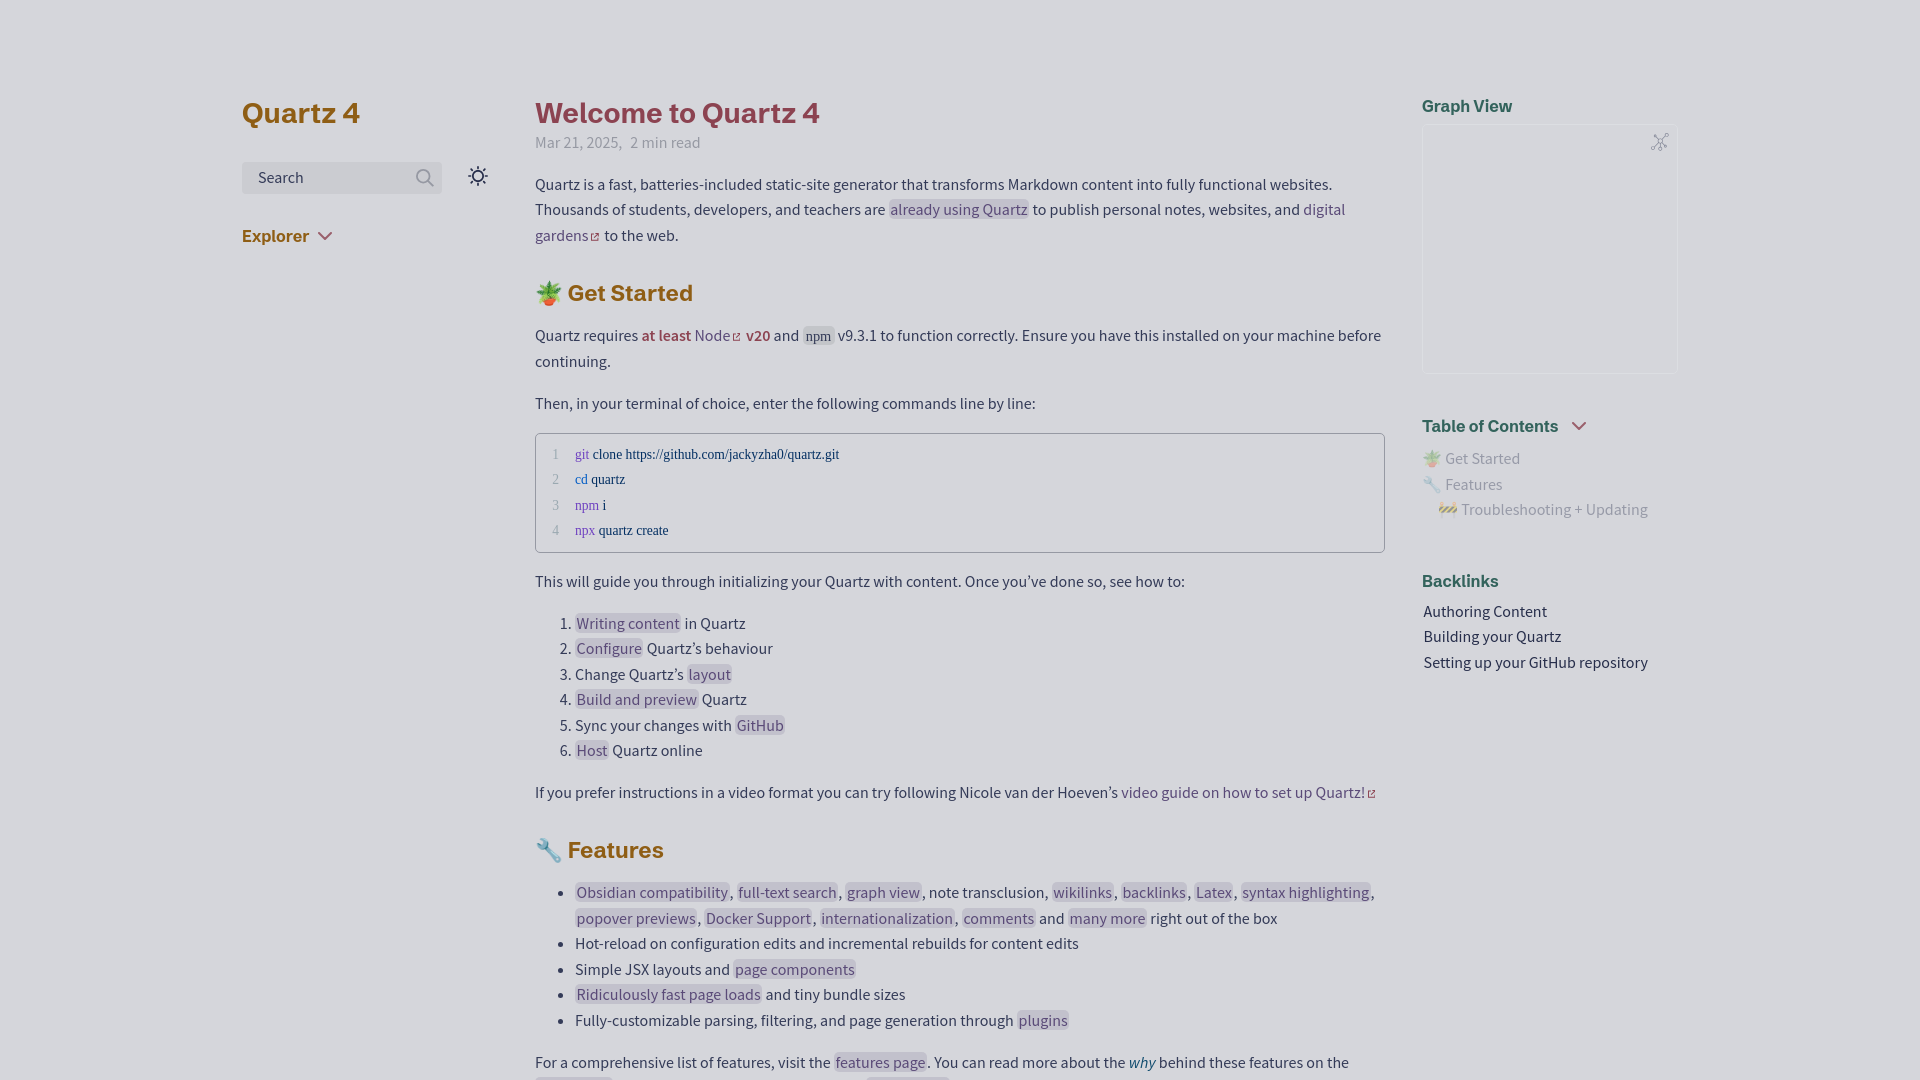 Quartz 4
Search
Explorer
Welcome to Quartz 4
Mar 21, 2025, 2 min read
Quartz is a fast, batteries-included static-site generator that transforms Markdown content into fully functional websites.
Thousands of students, developers, and teachers are already using Quartz to publish personal notes, websites, and digital
gardens to the web.
🪴 Get Started
Quartz requires at least Node v20 and npm v9.3.1 to function correctly. Ensure you have this installed on your machine before
continuing.
Then, in your terminal of choice, enter the following commands line by line:
1 git clone https://github.com/jackyzha0/quartz.git
2 cd quartz
3 npm i
4 npx quartz create
This will guide you through initializing your Quartz with content. Once you’ve done so, see how to:
1. Writing content in Quartz
2. Configure Quartz’s behaviour
3. Change Quartz’s layout
4. Build and preview Quartz
5. Sync your changes with GitHub
6. Host Quartz online
If you prefer instructions in a video format you can try following Nicole van der Hoeven’s video guide on how to set up Quartz!
🔧 Features
• Obsidian compatibility, full-text search, graph view, note transclusion, wikilinks, backlinks, Latex, syntax highlighting,
popover previews, Docker Support, internationalization, comments and many more right out of the box
• Hot-reload on configuration edits and incremental rebuilds for content edits
• Simple JSX layouts and page components
• Ridiculously fast page loads and tiny bundle sizes
• Fully-customizable parsing, filtering, and page generation through plugins
For a comprehensive list of features, visit the features page. You can read more about the why behind these features on the
Graph View
Table of Contents
🪴 Get Started
🔧 Features
🚧 Troubleshooting + Updating
Backlinks
Authoring Content
Building your Quartz
Setting up your GitHub repository